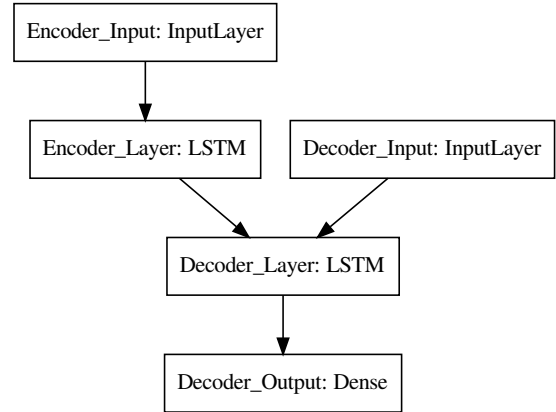 Encoder_Input: InputLayer
Encoder_Layer: LSTM
Decoder_Input: InputLayer
Decoder_Layer: LSTM
Decoder_Output: Dense